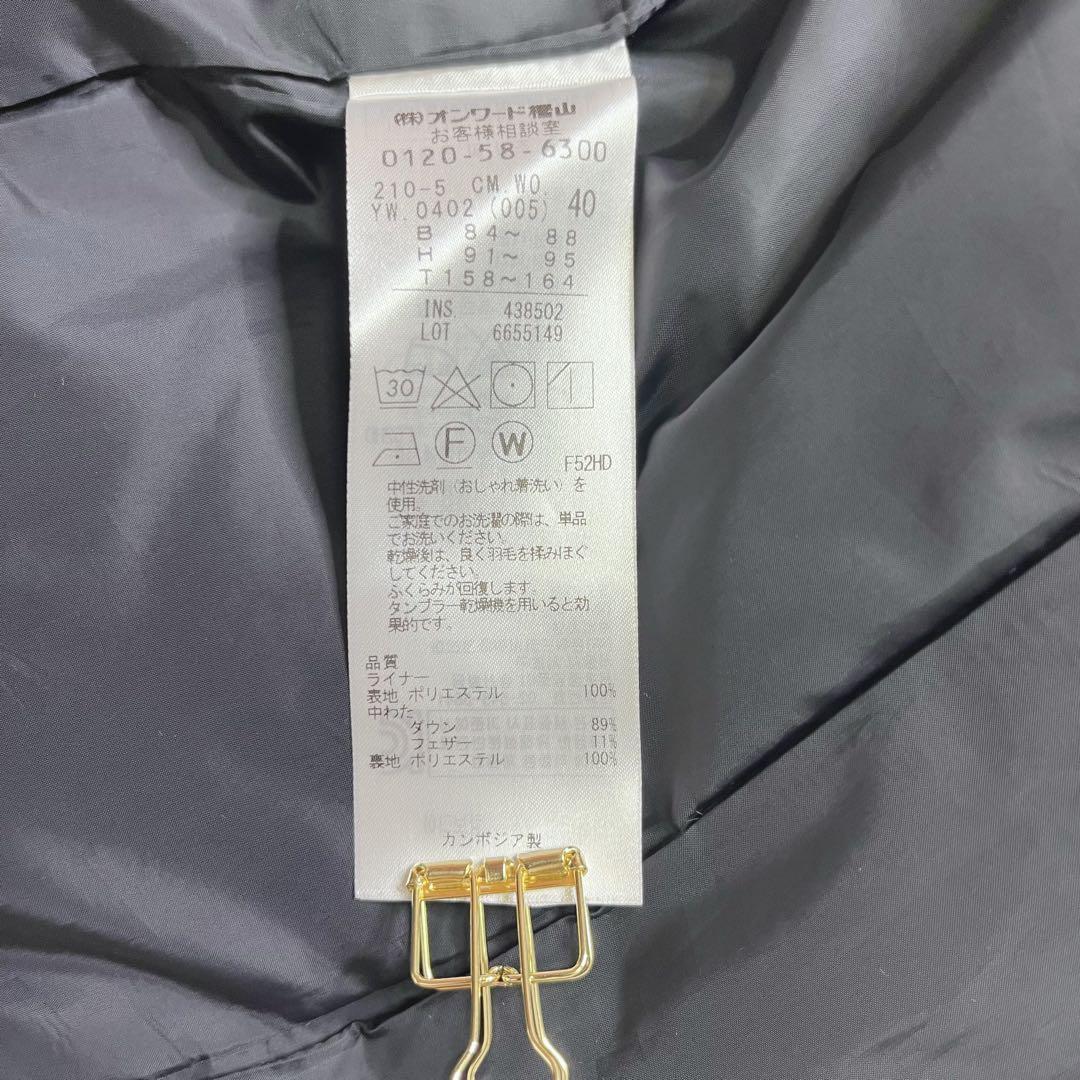 (株)オンワード樫山
お客様相談室
0120-58-6300
210-5 CM.WO.
YW.0402 (005) 40
B 84～ 88
H 91～ 95
T 158～164
INS. 438502
LOT 6655149
30
F W F52HD
中性洗剤（おしゃれ着洗い）を
使用。
ご家庭でのお洗濯の際は、単品
でお洗いください。
乾燥後は、良く羽毛を揉みほぐ
してください。
ふくらみが回復します。
タンブラー乾燥機を用いると効
果的です。
品質
ライナー
表地 ポリエステル 100%
中わた
ダウン 89%
フェザー 11%
裏地 ポリエステル 100%
カンボジア製